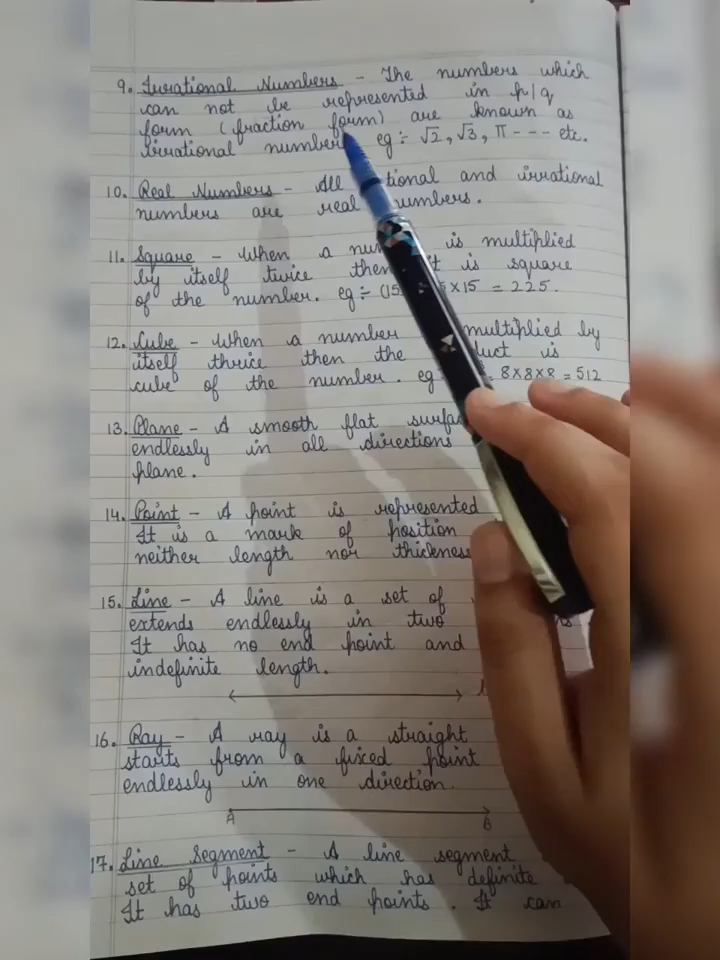 9. Irrational Numbers - The numbers which
can not be represented in p/q
form (fraction form) are known as
irrational number eg ÷ √2, √3, π - - - etc.
10. Real Numbers - All tional and irrational
numbers are real numbers.
11. Square - When a num is multiplied
by itself twice then it is square
of the number. eg ÷ (15 5 × 15 = 225.
12. Cube - When a number multiplied by
itself thrice then the duct is
cube of the number. eg = 8×8×8 = 512
13. Plane - A smooth flat surfa
endlessly in all directions
plane.
14. Point - A point is represented
It is a mark of position
neither length nor thickness
15. Line - A line is a set of
extends endlessly in two ns
It has no end point and
indefinite length.
16. Ray - A ray is a straight
starts from a fixed point
endlessly in one direction.
A B
17. Line Segment - A line segment
set of points which has definite
It has two end points. It can